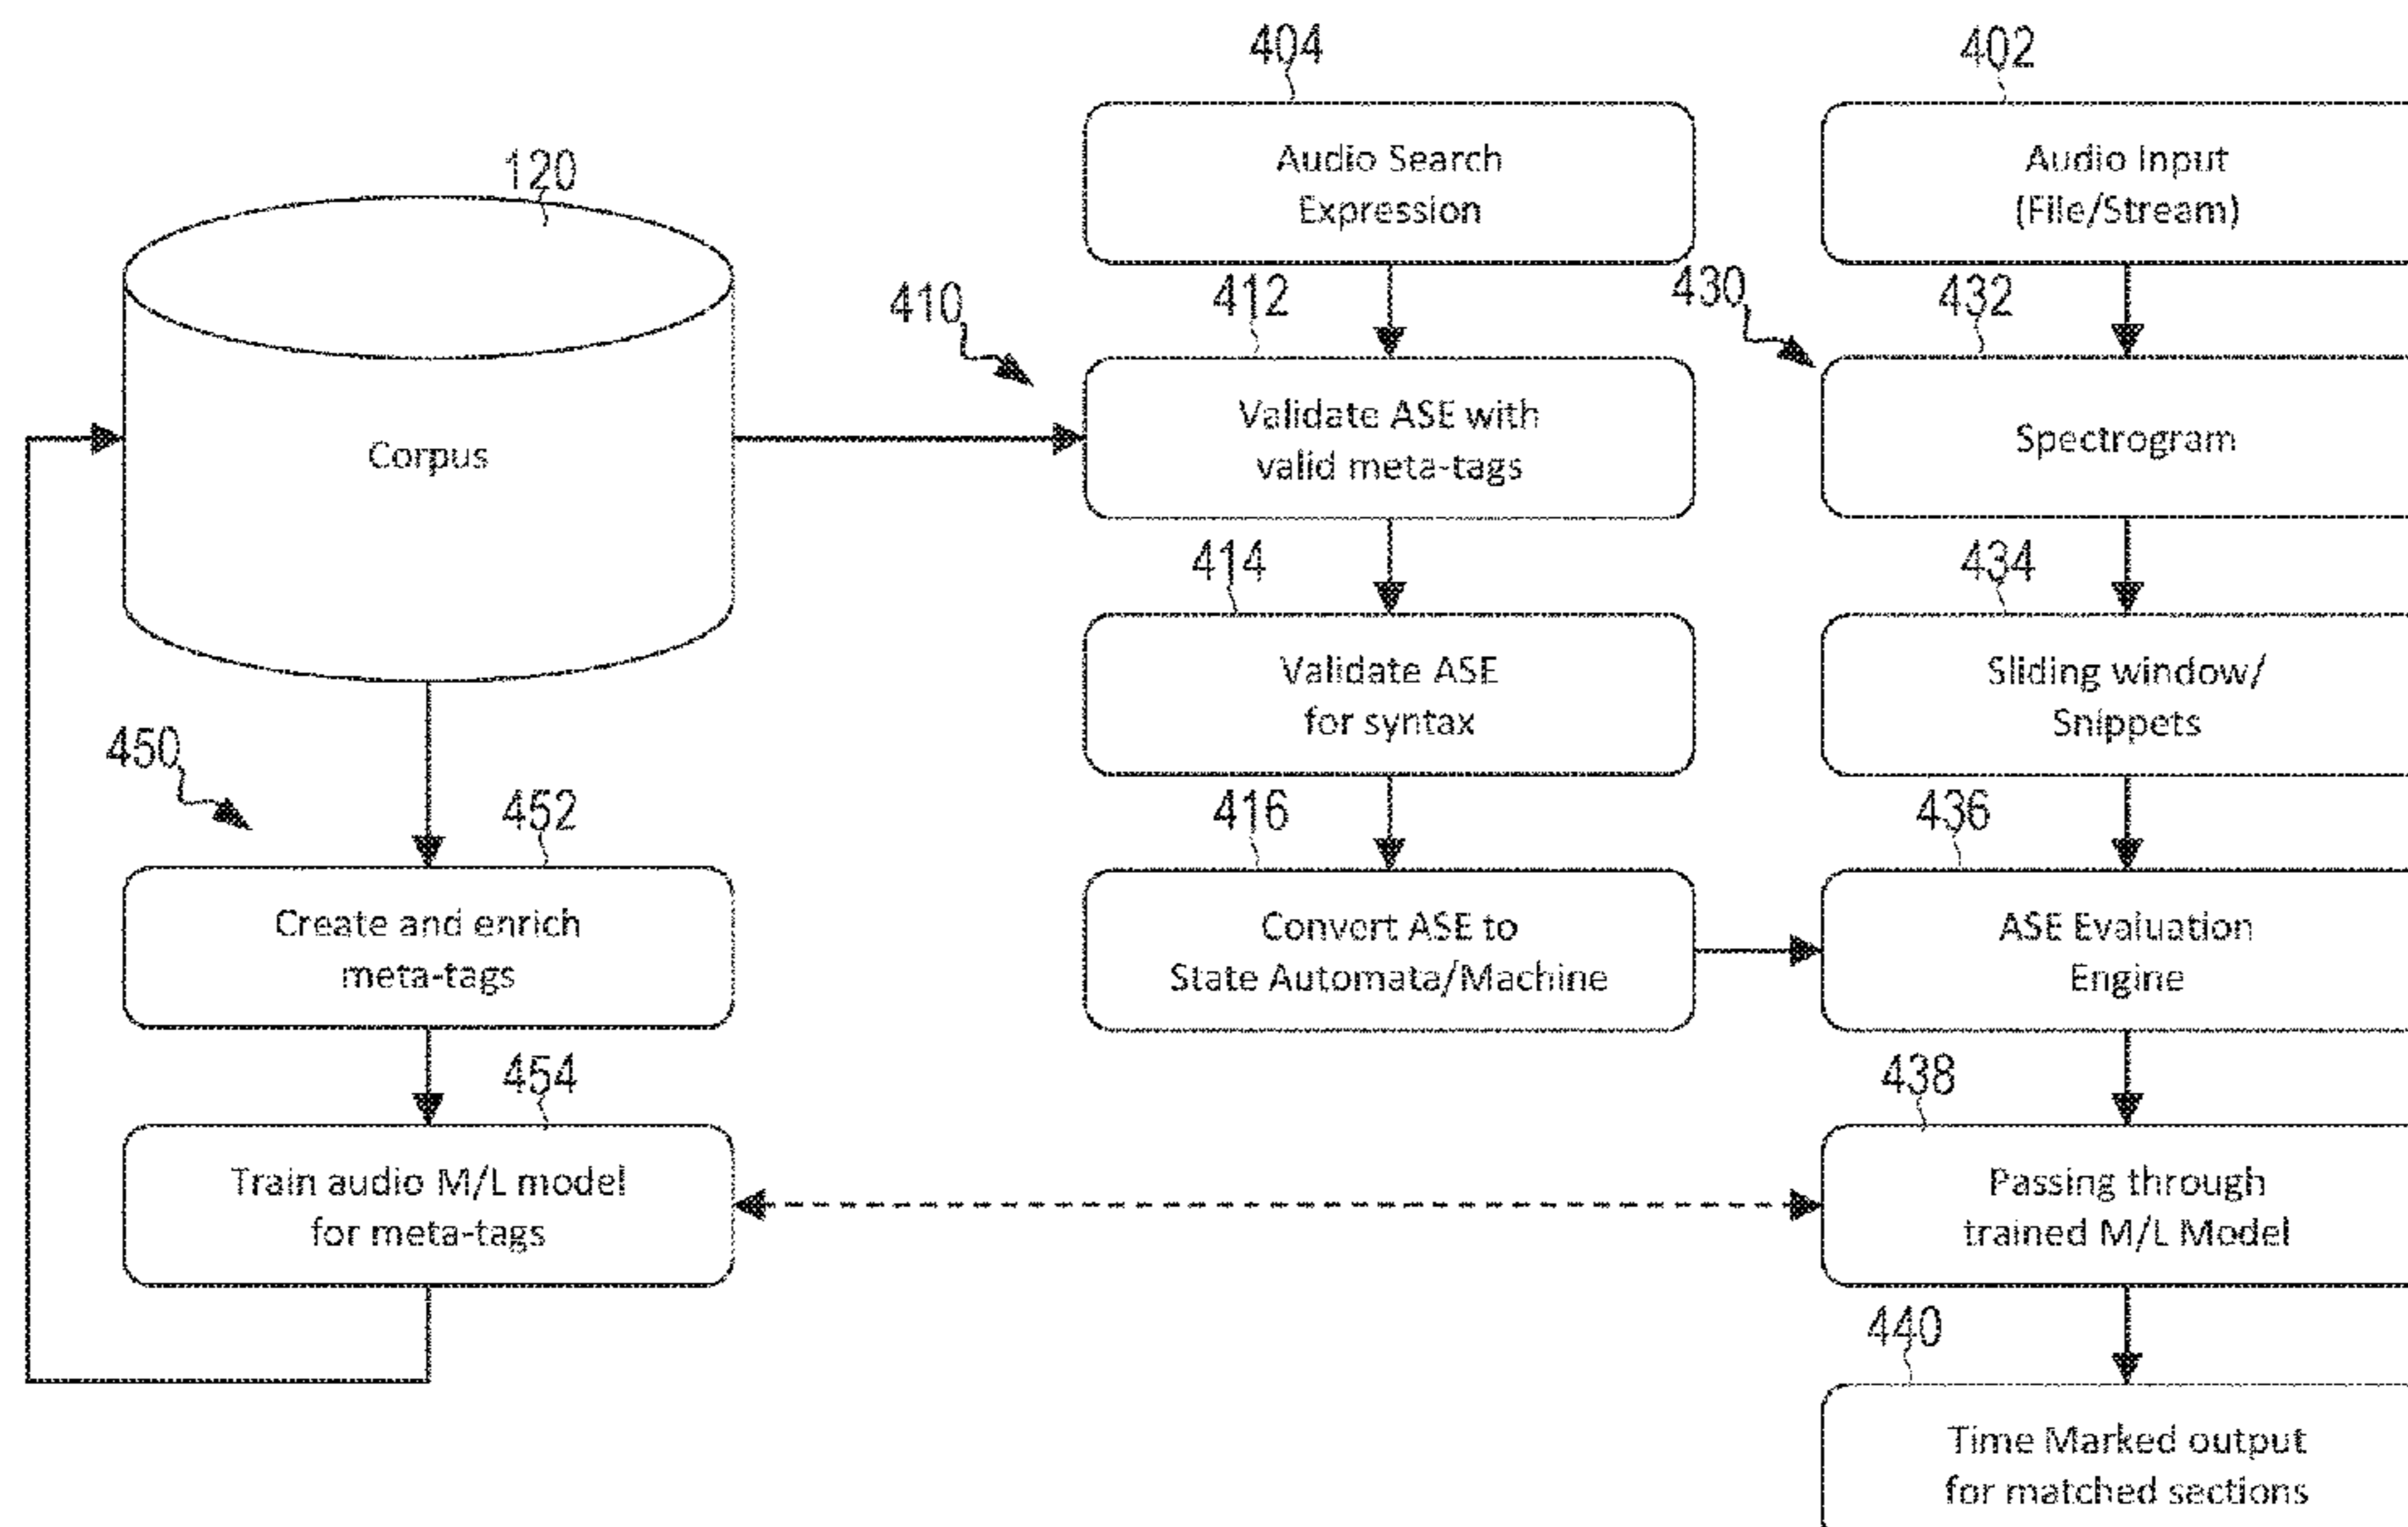 404
402
Audio Search
Expression
Audio Input
(File/Stream)
120
410
412
430
432
Corpus
Validate ASE with
valid meta-tags
Spectrogram
414
434
Validate ASE
for syntax
Sliding window/
Snippets
450
452
416
436
Create and enrich
meta-tags
Convert ASE to
State Automata/Machine
ASE Evaluation
Engine
454
438
Train audio M/L model
for meta-tags
Passing through
trained M/L Model
440
Time Marked output
for matched sections